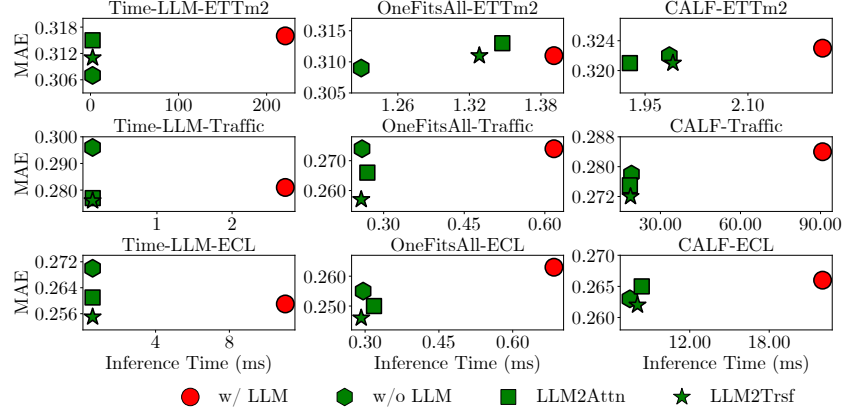 Time-LLM-ETTm2 OneFitsAll-ETTm2 CALF-ETTm2
MAE
0.318
0.312
0.306
0 100 200
0.315
0.310
0.305
1.26 1.32 1.38
0.324
0.320
1.95 2.10
Time-LLM-Traffic OneFitsAll-Traffic CALF-Traffic
MAE
0.300
0.290
0.280
1 2
0.270
0.260
0.30 0.45 0.60
0.288
0.280
0.272
30.00 60.00 90.00
Time-LLM-ECL OneFitsAll-ECL CALF-ECL
MAE
0.272
0.264
0.256
4 8
0.260
0.250
0.30 0.45 0.60
0.270
0.265
0.260
12.00 18.00
Inference Time (ms) Inference Time (ms) Inference Time (ms)
w/ LLM w/o LLM LLM2Attn LLM2Trsf